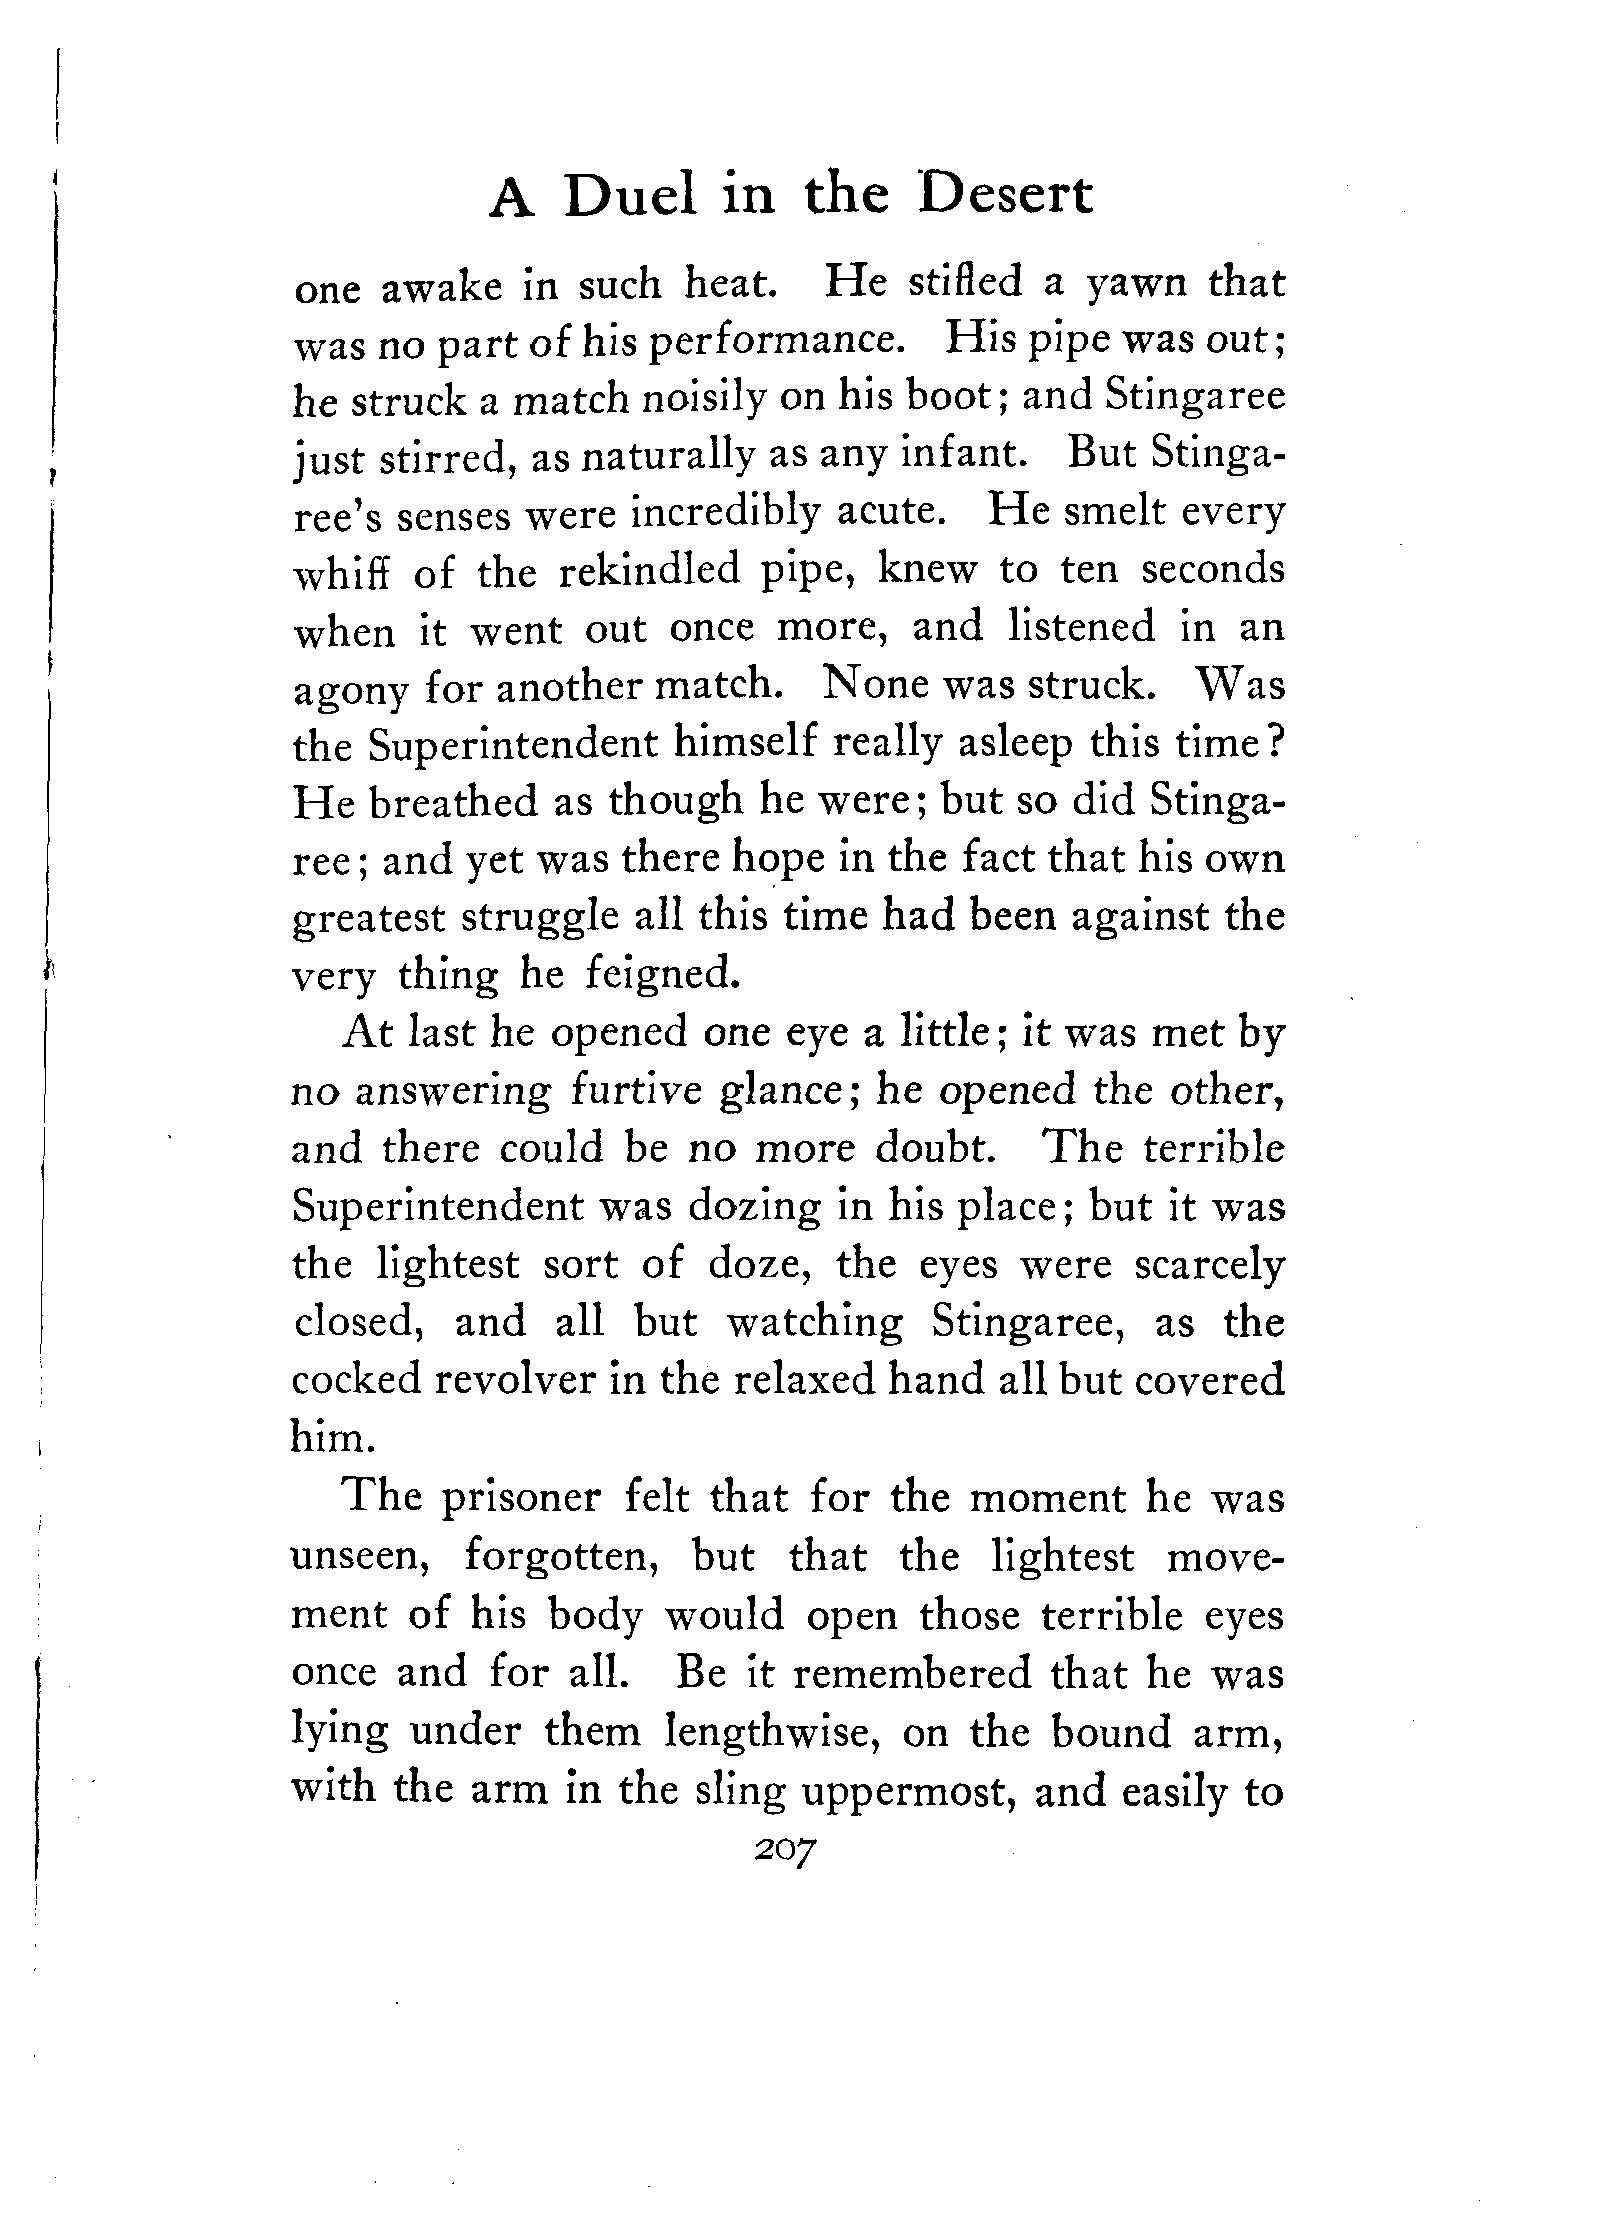 A Duel in the Desert
one awake in such heat. He stifled a yawn that
was no part of his performance. His pipe was out;
he struck a match noisily on his boot; and Stingaree
just stirred, as naturally as any infant. But Stinga-
ree's senses were incredibly acute. He smelt every
whiff of the rekindled pipe, knew to ten seconds
when it went out once more, and listened in an
agony for another match. None was struck. Was
the Superintendent himself really asleep this time?
He breathed as though he were; but so did Stinga-
ree; and yet was there hope in the fact that his own
greatest struggle all this time had been against the
very thing he feigned.
At last he opened one eye a little; it was met by
no answering furtive glance; he opened the other,
and there could be no more doubt. The terrible
Superintendent was dozing in his place; but it was
the lightest sort of doze, the eyes were scarcely
closed, and all but watching Stingaree, as the
cocked revolver in the relaxed hand all but covered
him.
The prisoner felt that for the moment he was
unseen, forgotten, but that the lightest move-
ment of his body would open those terrible eyes
once and for all. Be it remembered that he was
lying under them lengthwise, on the bound arm,
with the arm in the sling uppermost, and easily to
207